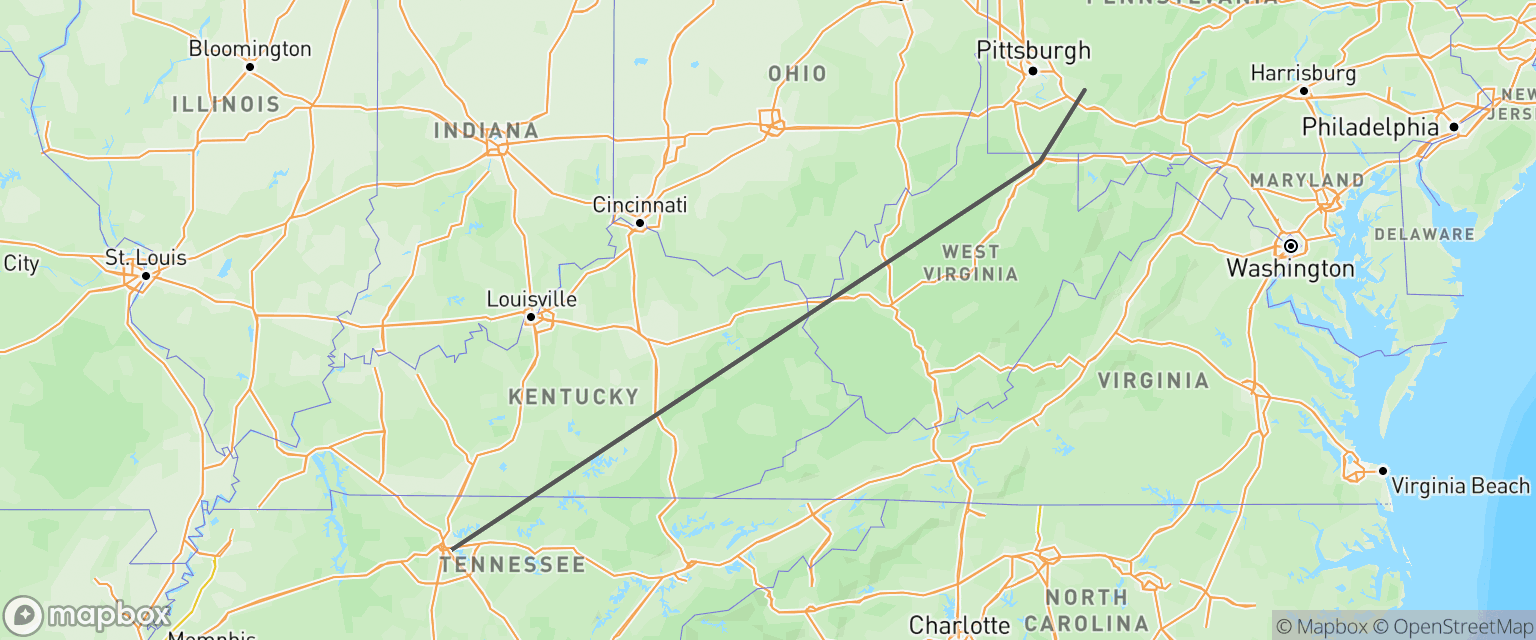 PENNSYLVANIA
Bloomington
Pittsburgh
OHIO
Harrisburg
ILLINOIS
NEW
JERSEY
INDIANA
Philadelphia
MARYLAND
Cincinnati
DELAWARE
City
St. Louis
WEST
VIRGINIA
Washington
Louisville
KENTUCKY
VIRGINIA
Virginia Beach
TENNESSEE
NORTH
CAROLINA
Charlotte
mapbox
Memphis
© Mapbox © OpenStreetMap